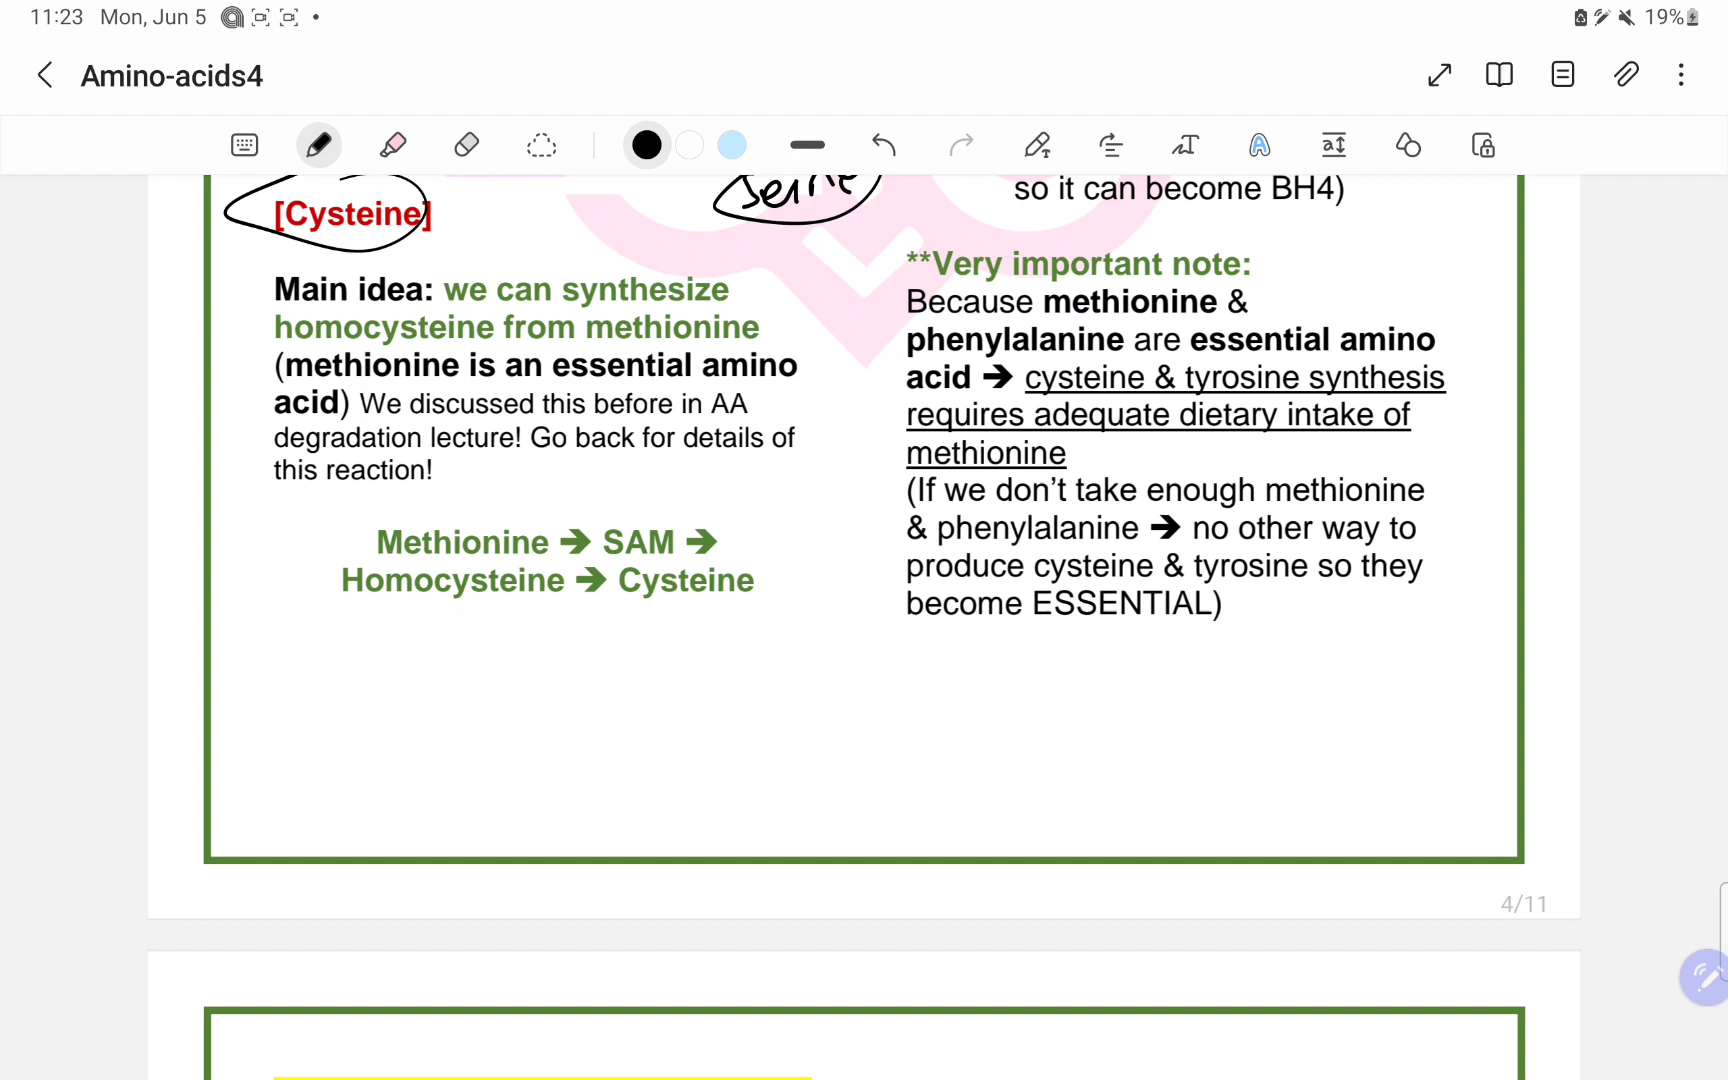 11:23 Mon, Jun 5
19%
Amino-acids4
[Cysteine]
Main idea: we can synthesize
homocysteine from methionine
(methionine is an essential amino
acid) We discussed this before in AA
degradation lecture! Go back for details of
this reaction!
Methionine ➔ SAM ➔
Homocysteine ➔ Cysteine
so it can become BH4)
**Very important note:
Because methionine &
phenylalanine are essential amino
acid ➔ cysteine & tyrosine synthesis
requires adequate dietary intake of
methionine
(If we don’t take enough methionine
& phenylalanine ➔ no other way to
produce cysteine & tyrosine so they
become ESSENTIAL)
4/11